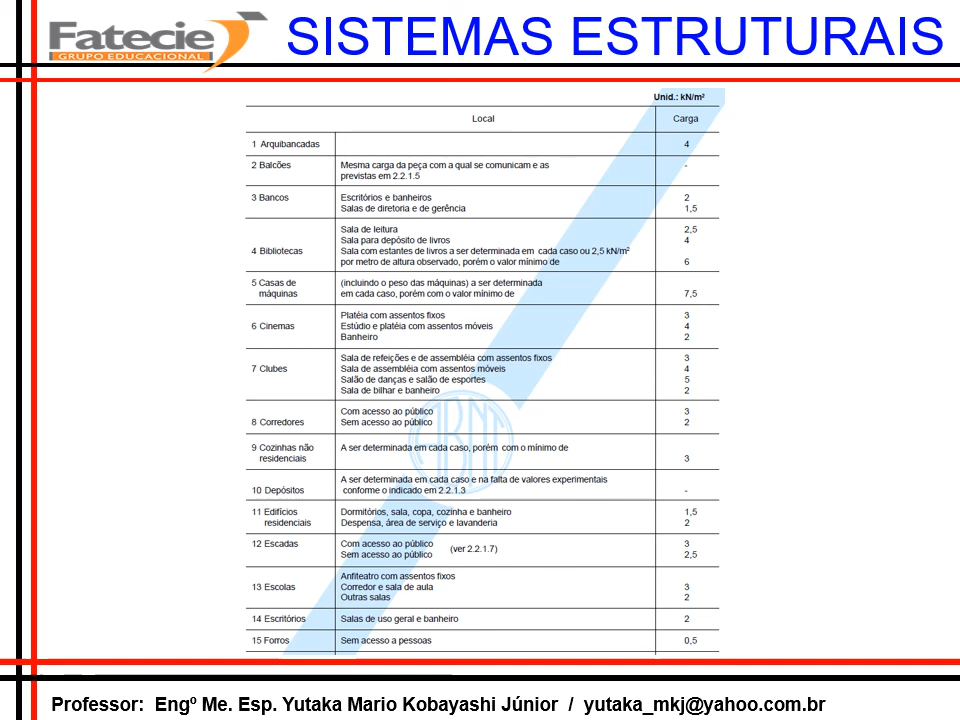 Fatecie
GRUPO EDUCACIONAL
SISTEMAS ESTRUTURAIS
Unid.: kN/m²
Local Carga
1 Arquibancadas 4
2 Balcões Mesma carga da peça com a qual se comunicam e as -
previstas em 2.2.1.5
3 Bancos Escritórios e banheiros 2
Salas de diretoria e de gerência 1,5
Sala de leitura 2,5
Sala para depósito de livros 4
4 Bibliotecas Sala com estantes de livros a ser determinada em cada caso ou 2,5 kN/m²
por metro de altura observado, porém o valor mínimo de 6
5 Casas de (incluindo o peso das máquinas) a ser determinada
máquinas em cada caso, porém com o valor mínimo de 7,5
Platéia com assentos fixos 3
6 Cinemas Estúdio e platéia com assentos móveis 4
Banheiro 2
Sala de refeições e de assembléia com assentos fixos 3
7 Clubes Sala de assembléia com assentos móveis 4
Salão de danças e salão de esportes 5
Sala de bilhar e banheiro 2
Com acesso ao público 3
8 Corredores Sem acesso ao público 2
9 Cozinhas não A ser determinada em cada caso, porém com o mínimo de
residenciais 3
A ser determinada em cada caso e na falta de valores experimentais
10 Depósitos conforme o indicado em 2.2.1.3 -
11 Edifícios Dormitórios, sala, copa, cozinha e banheiro 1,5
residenciais Despensa, área de serviço e lavanderia 2
12 Escadas Com acesso ao público 3
(ver 2.2.1.7)
Sem acesso ao público 2,5
Anfiteatro com assentos fixos
13 Escolas Corredor e sala de aula 3
Outras salas 2
14 Escritórios Salas de uso geral e banheiro 2
15 Forros Sem acesso a pessoas 0,5
ABNT
Professor: Engº Me. Esp. Yutaka Mario Kobayashi Júnior / yutaka_mkj@yahoo.com.br